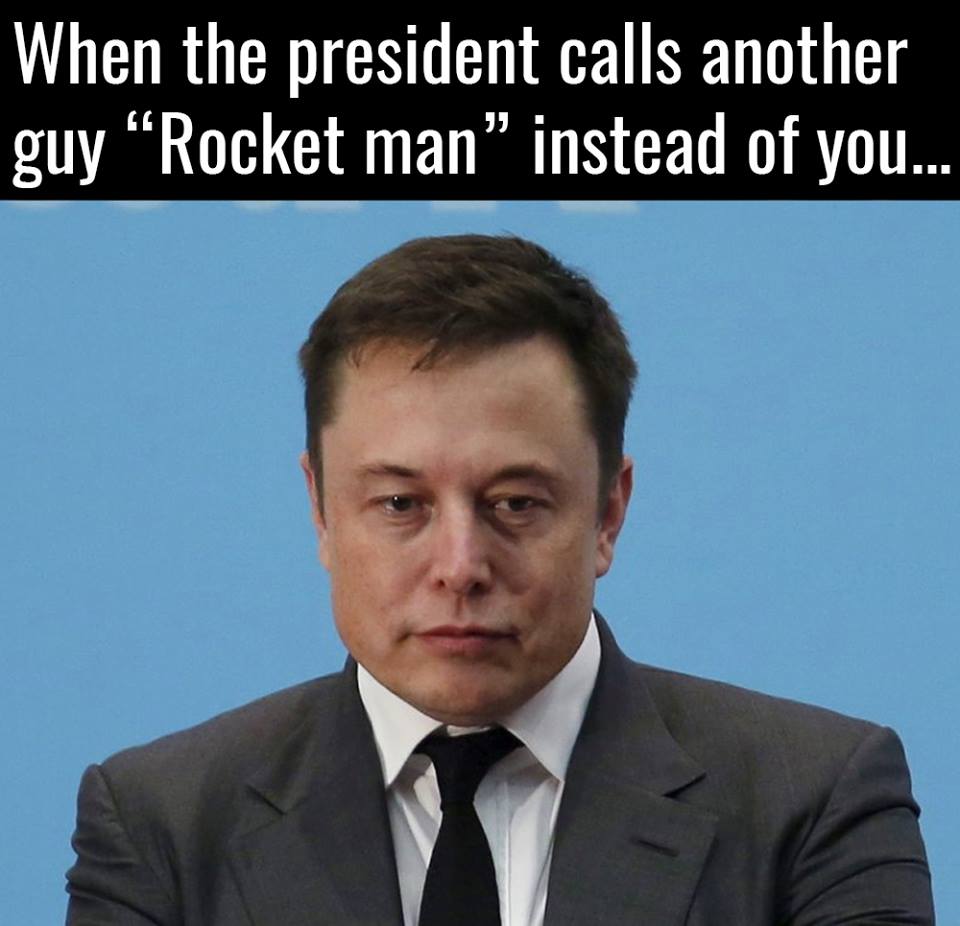 When the president calls another
guy “Rocket man” instead of you...